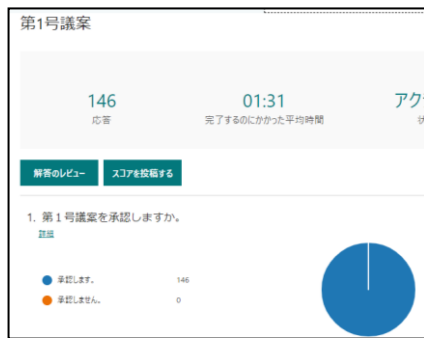 第1号議案
146
応答
01:31
完了するのにかかった平均時間
アク
解答のレビュー
スコアを投稿する
1. 第１号議案を承認しますか。
詳細
承認します。 146
承認しません。 0